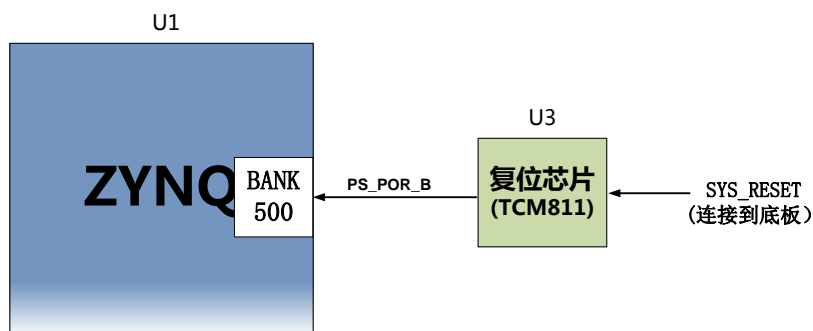 U1
ZYNQ
BANK
500
PS_POR_B
U3
复位芯片
(TCM811)
SYS_RESET
(连接到底板）